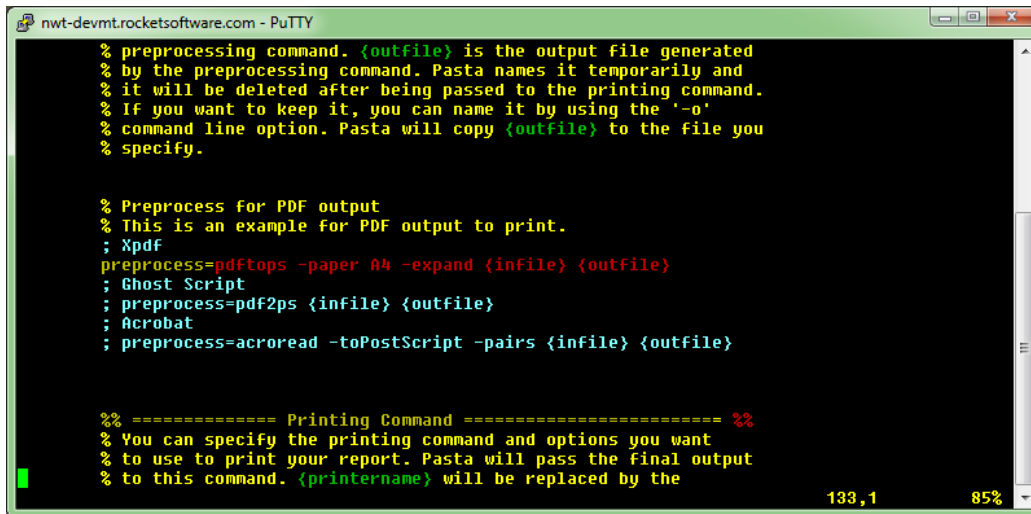 nwt-devmt.rocketsoftware.com - PuTTY
% preprocessing command. {outfile} is the output file generated
% by the preprocessing command. Pasta names it temporarily and
% it will be deleted after being passed to the printing command.
% If you want to keep it, you can name it by using the '-o'
% command line option. Pasta will copy {outfile} to the file you
% specify.
% Preprocess for PDF output
% This is an example for PDF output to print.
; Xpdf
preprocess=pdftops -paper A4 -expand {infile} {outfile}
; Ghost Script
; preprocess=pdf2ps {infile} {outfile}
; Acrobat
; preprocess=acroread -toPostScript -pairs {infile} {outfile}
%% ============== Printing Command ========================= %%
% You can specify the printing command and options you want
% to use to print your report. Pasta will pass the final output
% to this command. {printername} will be replaced by the
133,1 85%